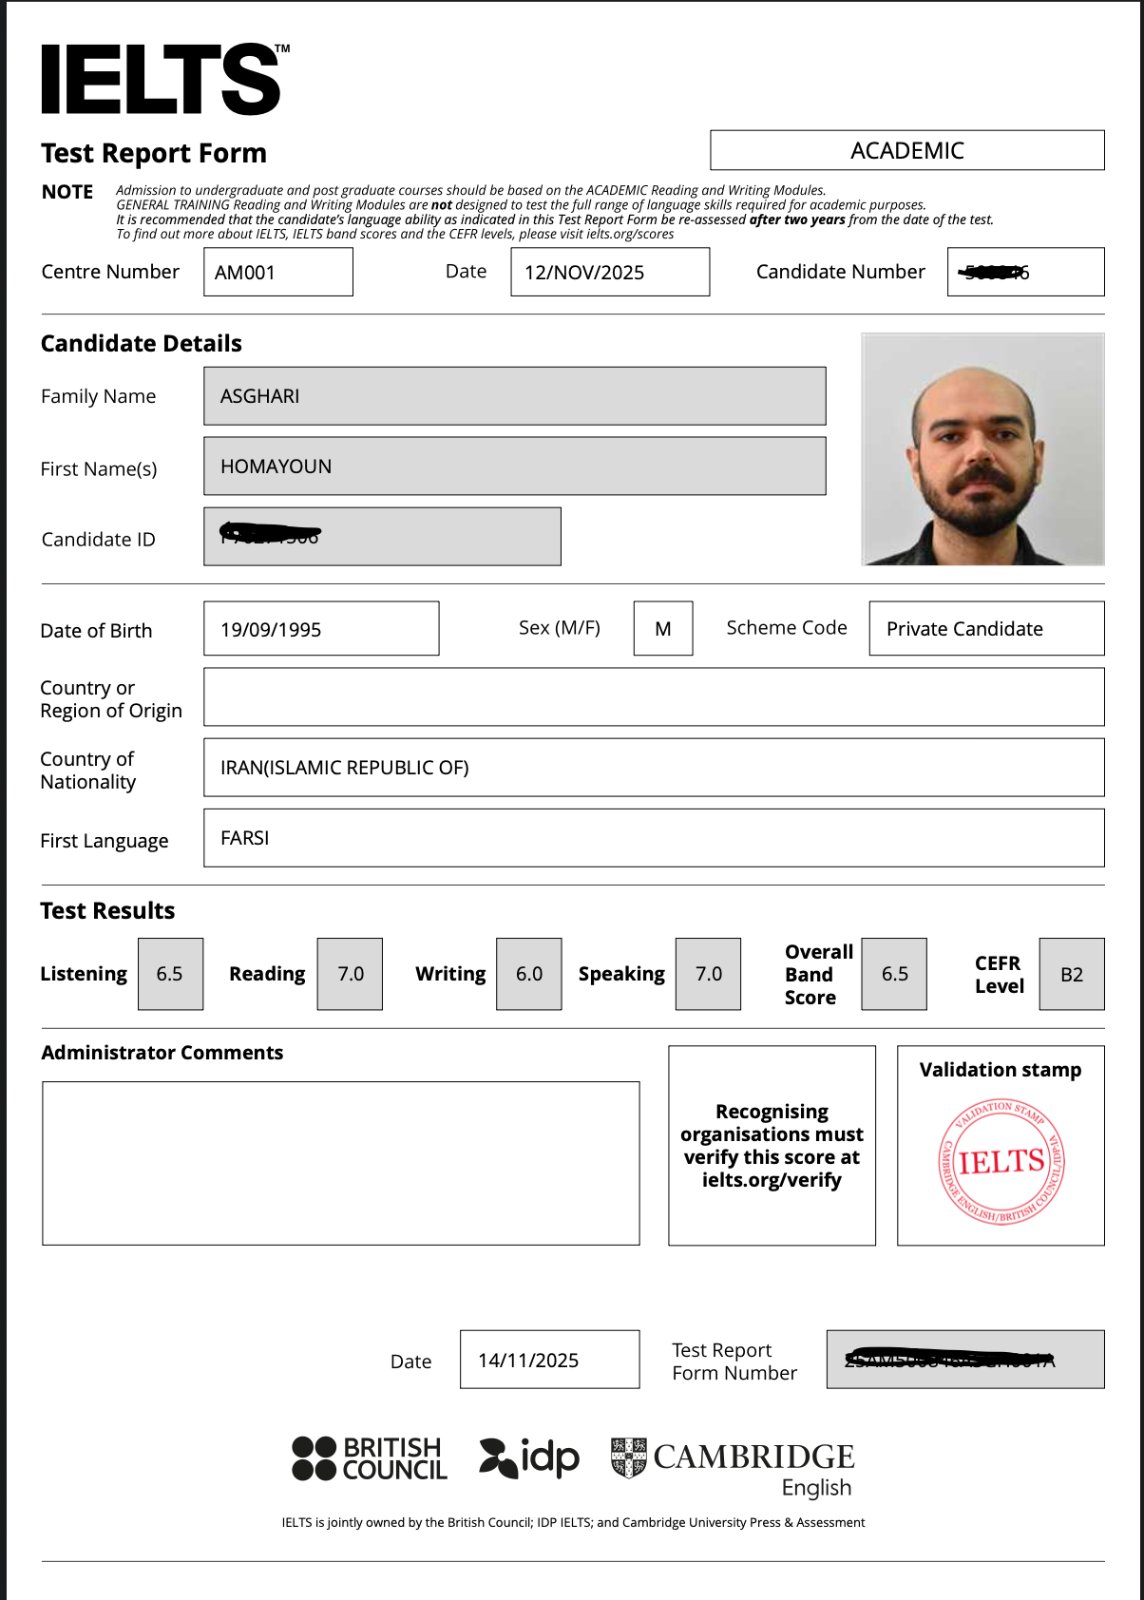 IELTS™
Test Report Form
ACADEMIC
NOTE Admission to undergraduate and post graduate courses should be based on the ACADEMIC Reading and Writing Modules.
GENERAL TRAINING Reading and Writing Modules are not designed to test the full range of language skills required for academic purposes.
It is recommended that the candidate's language ability as indicated in this Test Report Form be re-assessed after two years from the date of the test.
To find out more about IELTS, IELTS band scores and the CEFR levels, please visit ielts.org/scores
Centre Number AM001 Date 12/NOV/2025 Candidate Number
Candidate Details
Family Name ASGHARI
First Name(s) HOMAYOUN
Candidate ID
Date of Birth 19/09/1995 Sex (M/F) M Scheme Code Private Candidate
Country or
Region of Origin
Country of
Nationality
IRAN(ISLAMIC REPUBLIC OF)
First Language FARSI
Test Results
Listening 6.5 Reading 7.0 Writing 6.0 Speaking 7.0
Overall
Band
Score
6.5
CEFR
Level
B2
Administrator Comments
Recognising
organisations must
verify this score at
ielts.org/verify
Validation stamp
VALIDATION STAMP
IELTS
CAMBRIDGE ENGLISH/BRITISH COUNCIL/IDP:IA
Date 14/11/2025
Test Report
Form Number
BRITISH
COUNCIL
idp
CAMBRIDGE
English
IELTS is jointly owned by the British Council; IDP IELTS; and Cambridge University Press & Assessment